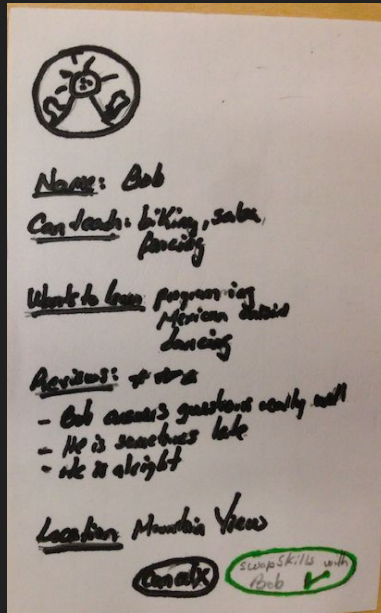 Name: Bob
Can teach: biking, salsa,
dancing
Wants to learn programming
Mexican
dancing
Reviews:
- Bob answers questions really well
- He is sometimes late
- He is alright
Location Mountain View
Cancel X
swap skills with
Bob ✓